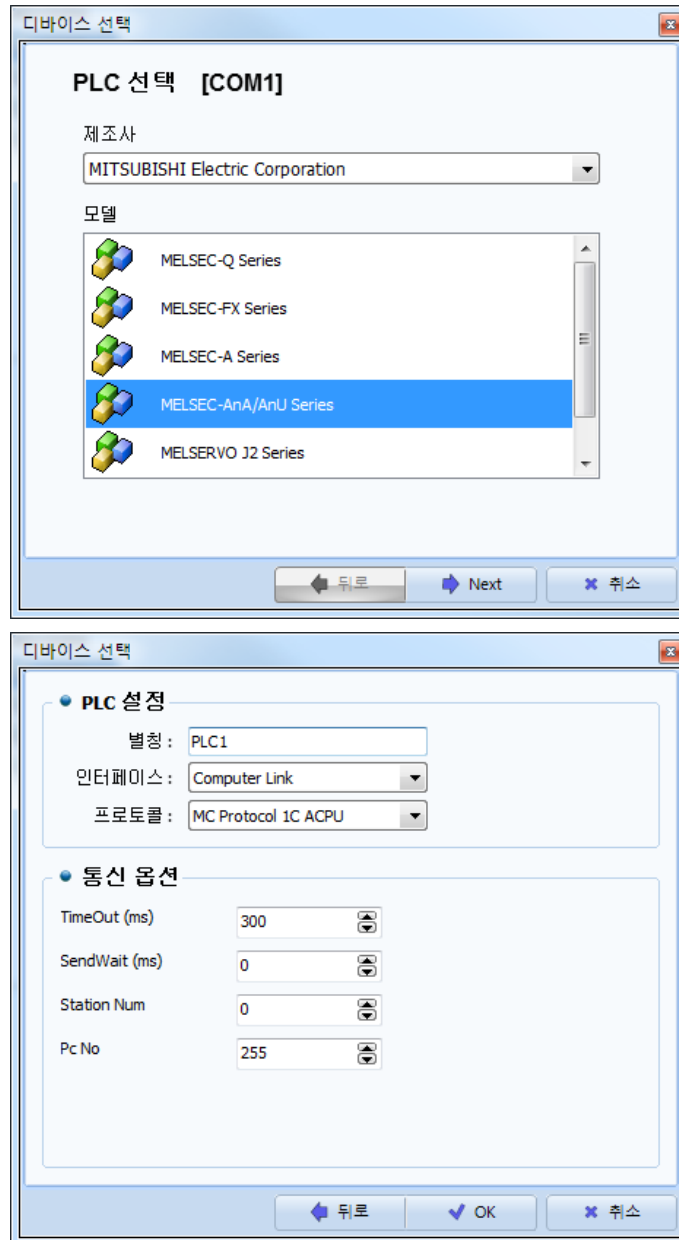 디바이스 선택
PLC 선택 [COM1]
제조사
MITSUBISHI Electric Corporation
모델
MELSEC-Q Series
MELSEC-FX Series
MELSEC-A Series
MELSEC-AnA/AnU Series
MELSERVO J2 Series
뒤로 Next 취소
디바이스 선택
PLC 설정
별칭 : PLC1
인터페이스 : Computer Link
프로토콜 : MC Protocol 1C ACPU
통신 옵션
TimeOut (ms) 300
SendWait (ms) 0
Station Num 0
Pc No 255
뒤로 OK 취소